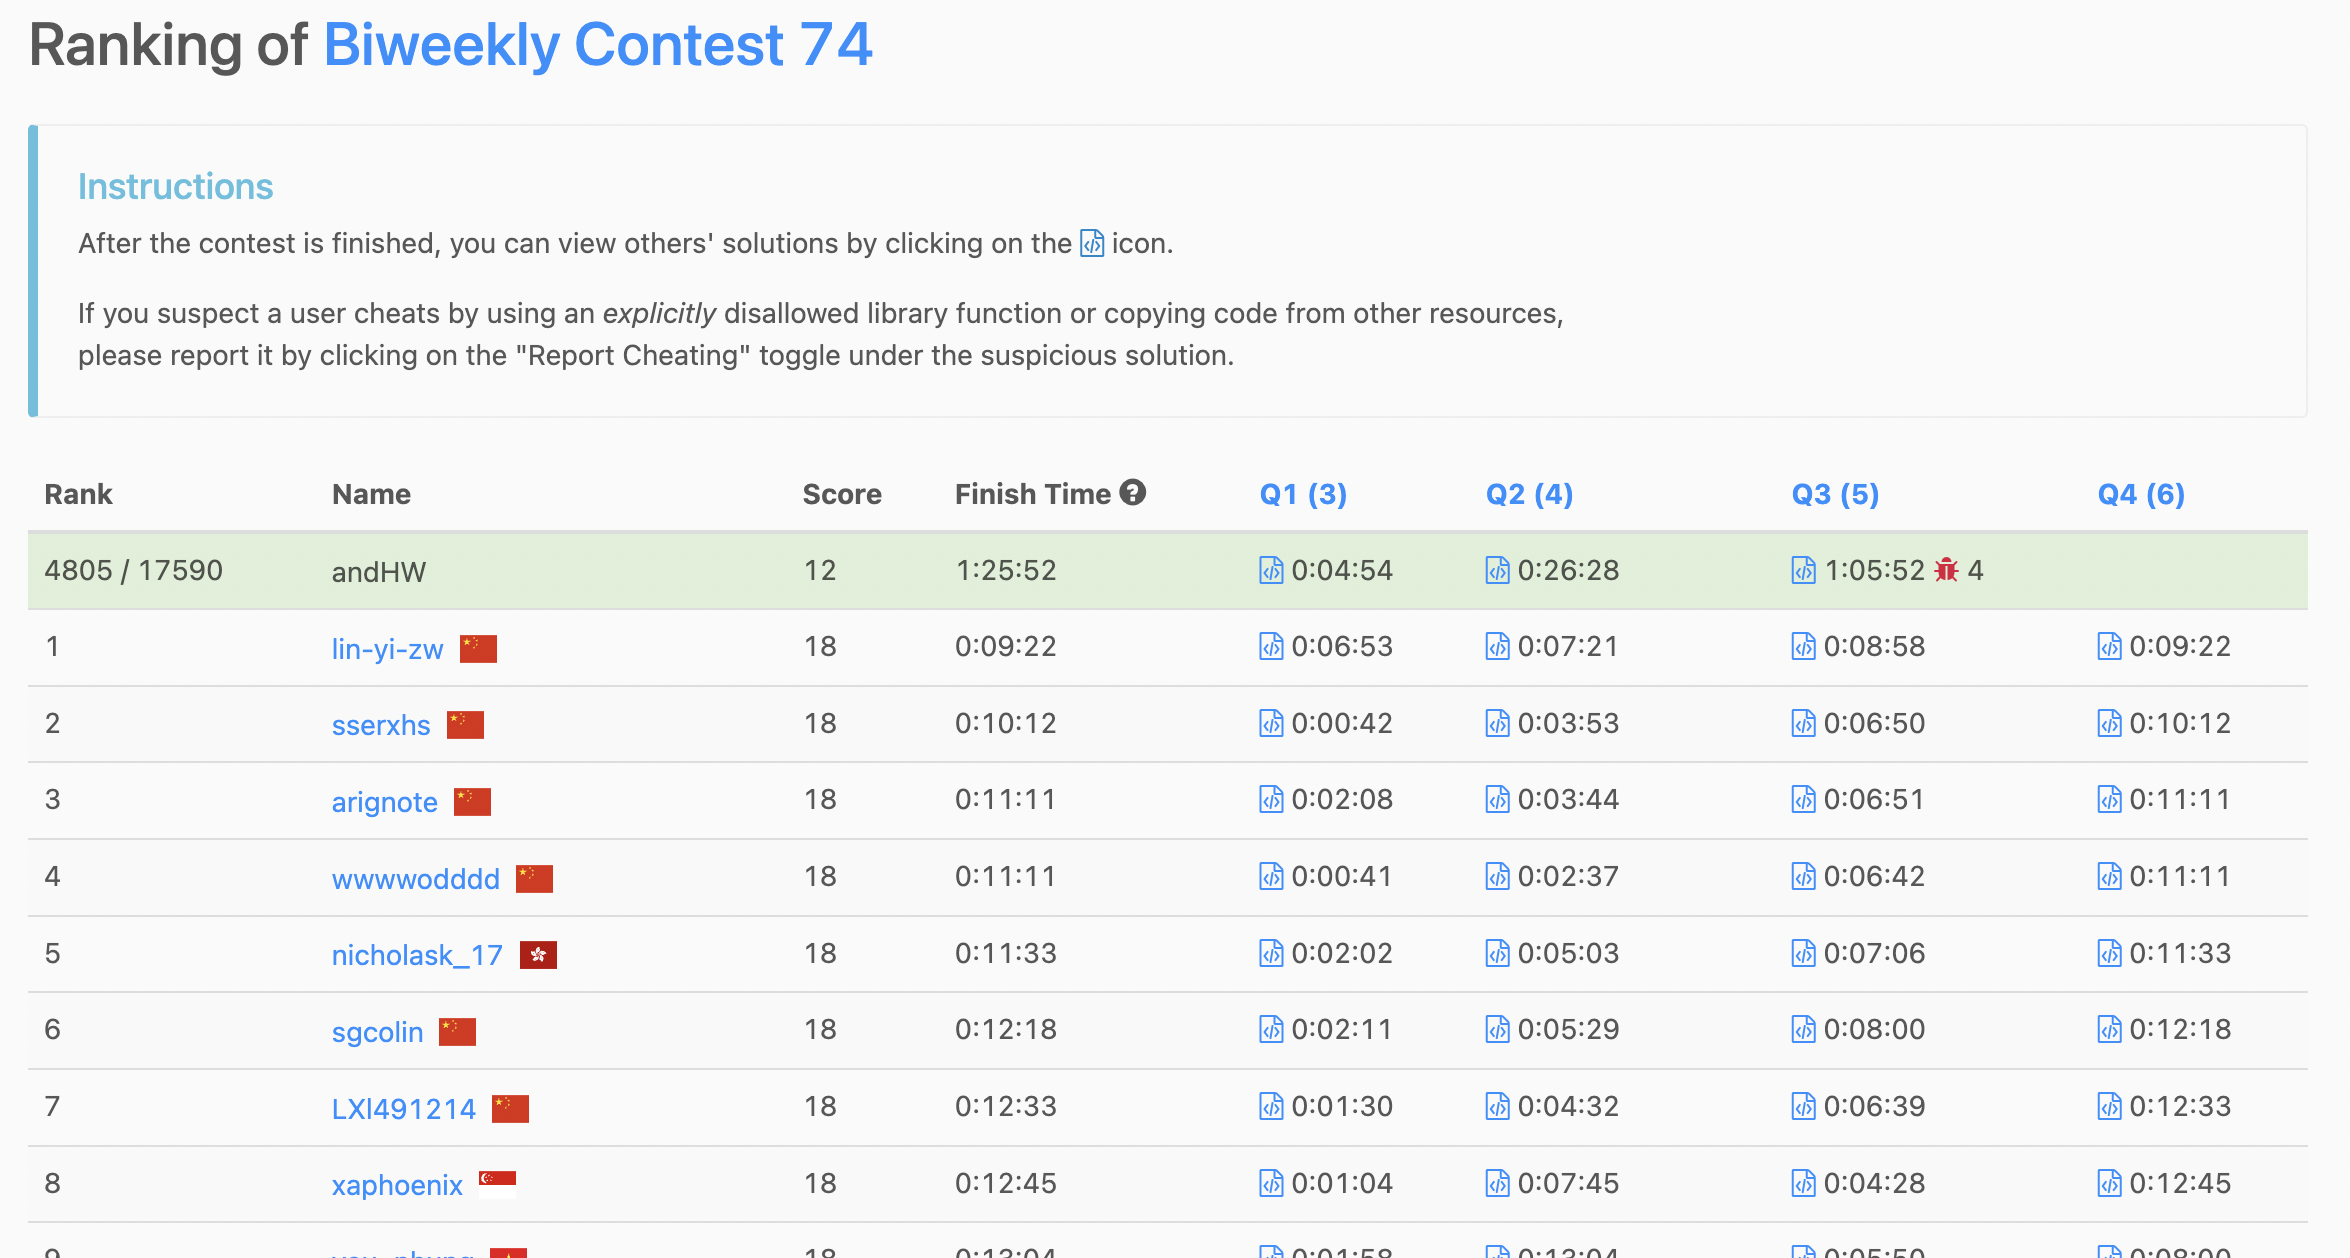 Ranking of Biweekly Contest 74
Instructions
After the contest is finished, you can view others' solutions by clicking on the icon.
If you suspect a user cheats by using an explicitly disallowed library function or copying code from other resources,
please report it by clicking on the "Report Cheating" toggle under the suspicious solution.
Rank Name Score Finish Time Q1 (3) Q2 (4) Q3 (5) Q4 (6)
4805 / 17590 andHW 12 1:25:52 0:04:54 0:26:28 1:05:52 4
1 lin-yi-zw 18 0:09:22 0:06:53 0:07:21 0:08:58 0:09:22
2 sserxhs 18 0:10:12 0:00:42 0:03:53 0:06:50 0:10:12
3 arignote 18 0:11:11 0:02:08 0:03:44 0:06:51 0:11:11
4 wwwwodddd 18 0:11:11 0:00:41 0:02:37 0:06:42 0:11:11
5 nicholask_17 18 0:11:33 0:02:02 0:05:03 0:07:06 0:11:33
6 sgcolin 18 0:12:18 0:02:11 0:05:29 0:08:00 0:12:18
7 LXl491214 18 0:12:33 0:01:30 0:04:32 0:06:39 0:12:33
8 xaphoenix 18 0:12:45 0:01:04 0:07:45 0:04:28 0:12:45
18 0:13:04 0:01:58 0:13:04 0:05:50 0:08:00